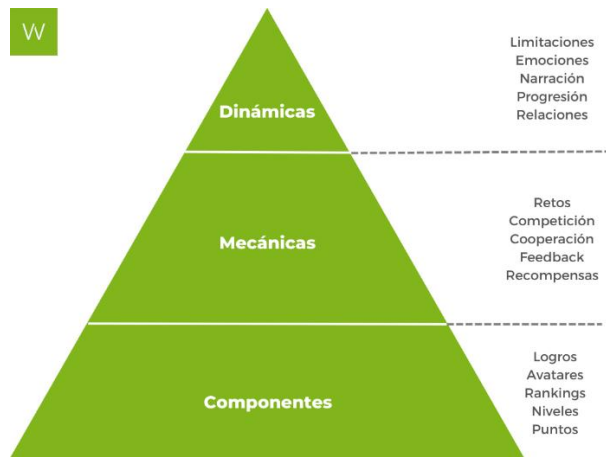 W
Dinámicas
Limitaciones
Emociones
Narración
Progresión
Relaciones
Mecánicas
Retos
Competición
Cooperación
Feedback
Recompensas
Componentes
Logros
Avatares
Rankings
Niveles
Puntos